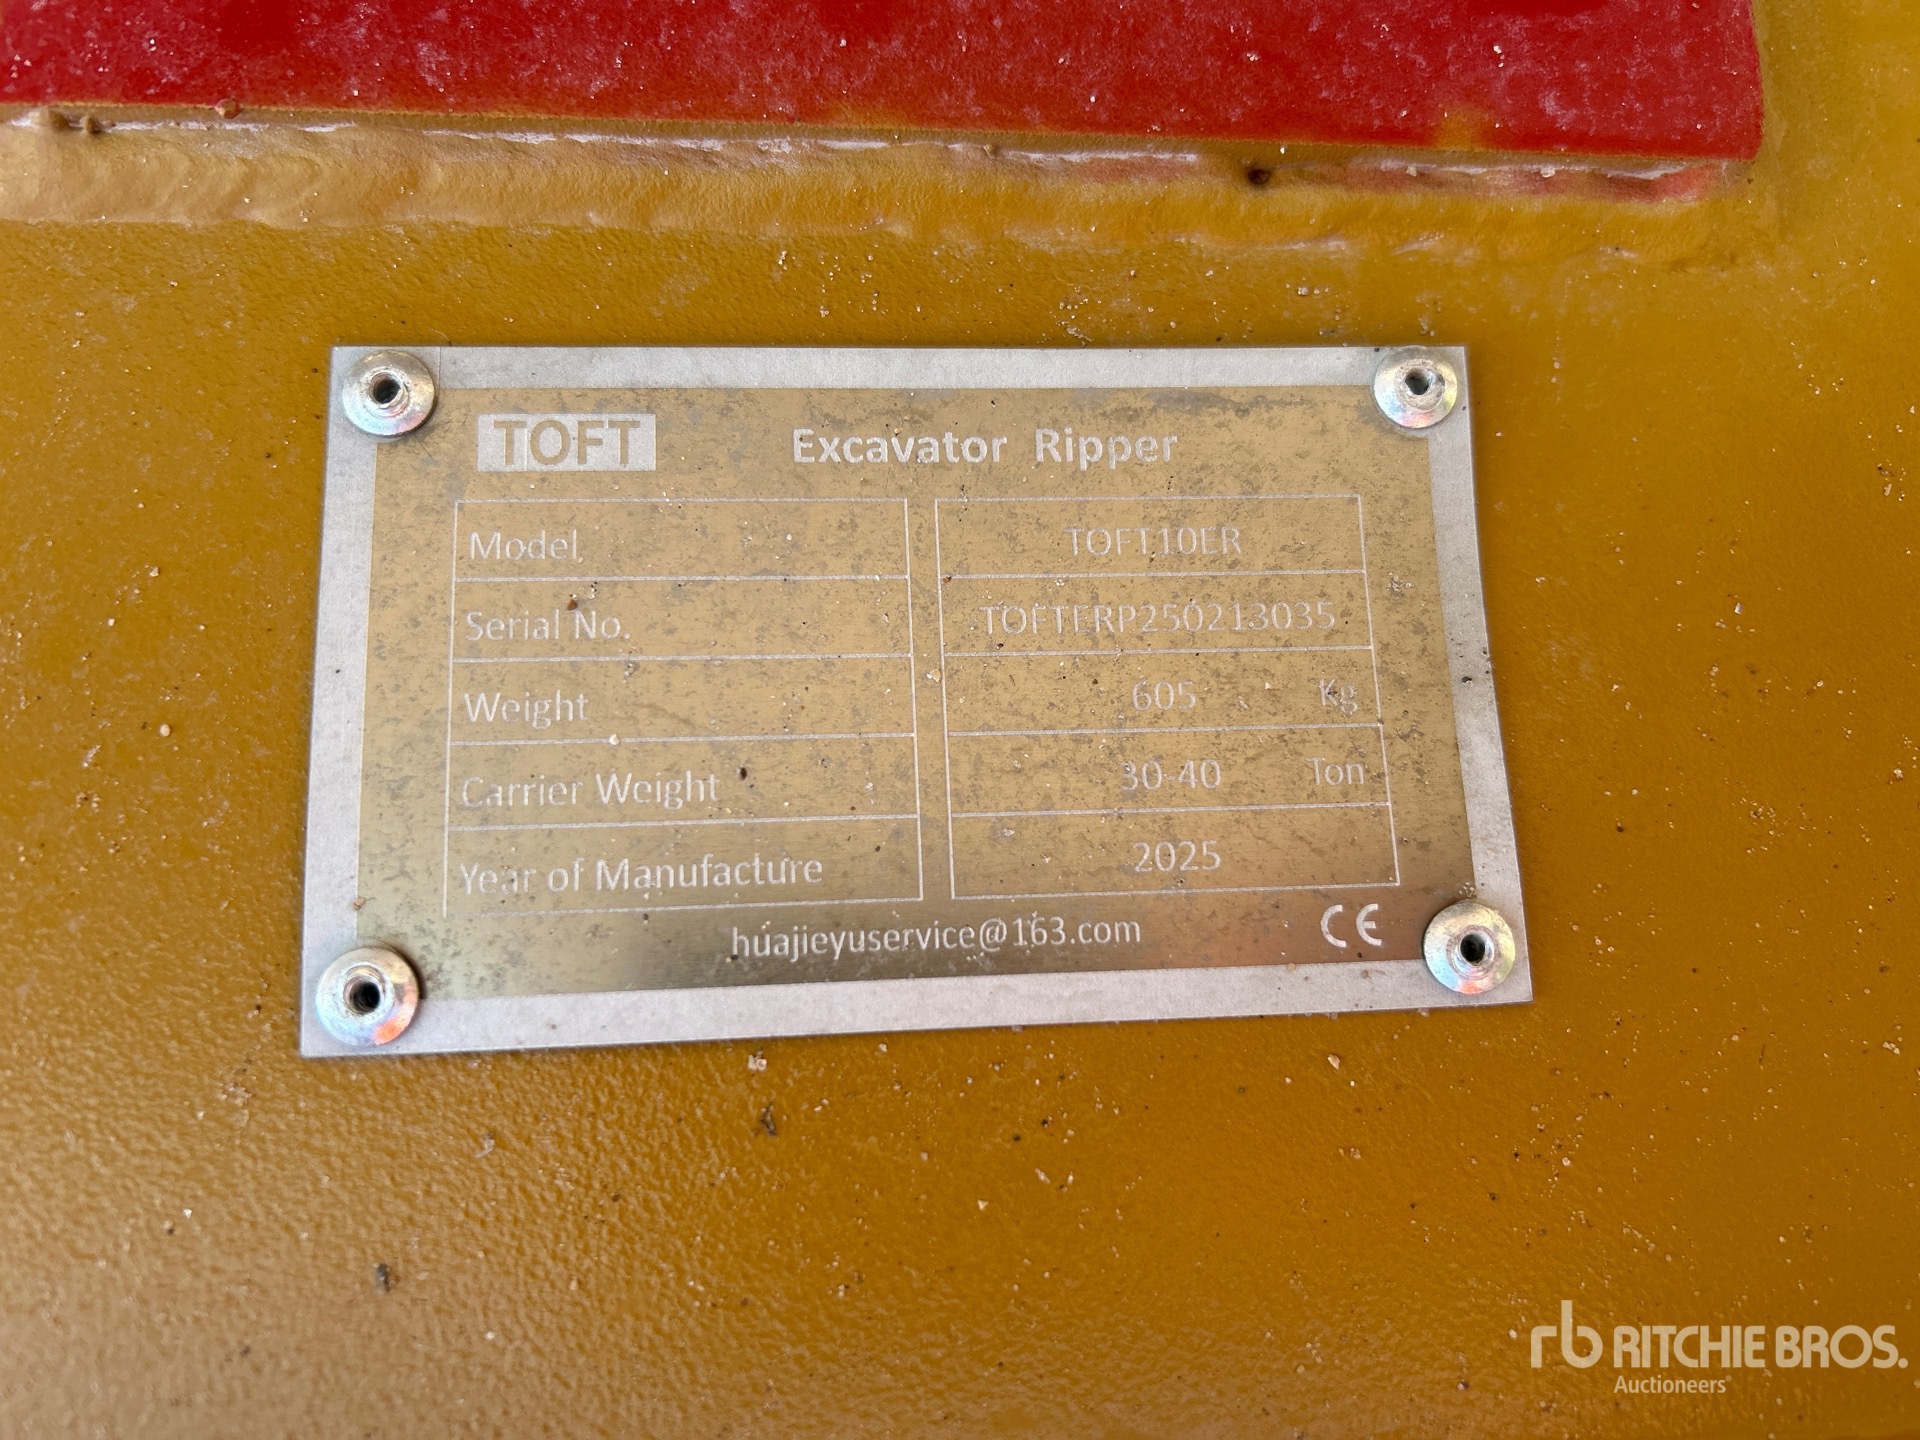 TOFT Excavator Ripper
Model TOFT10ER
Serial No. TOFTERP250213035
Weight 605 Kg
Carrier Weight 30-40 Ton
Year of Manufacture 2025
huajieyuservice@163.com CE
rb RITCHIE BROS.
Auctioneers